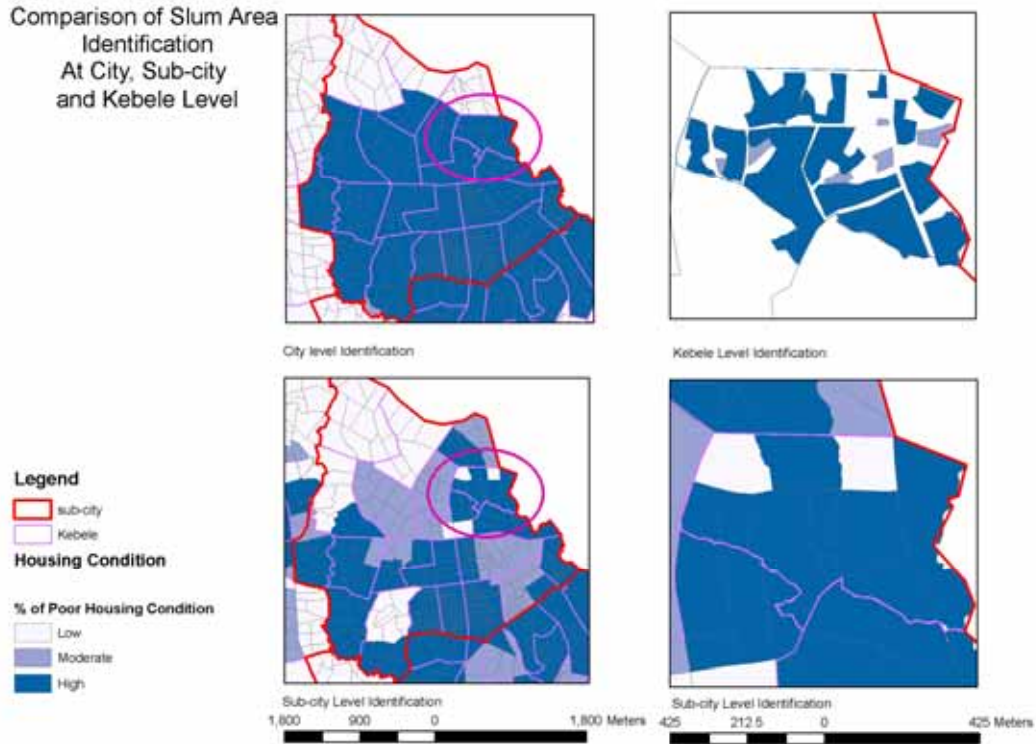 Comparison of Slum Area
Identification
At City, Sub-city
and Kebele Level
City level Identification
Kebele Level Identification
Legend
sub-city
Kebele
Housing Condition
% of Poor Housing Condition
Low
Moderate
High
Sub-city Level Identification
1,800 900 0 1,800 Meters
Sub-city Level Identification
425 212.5 0 425 Meters